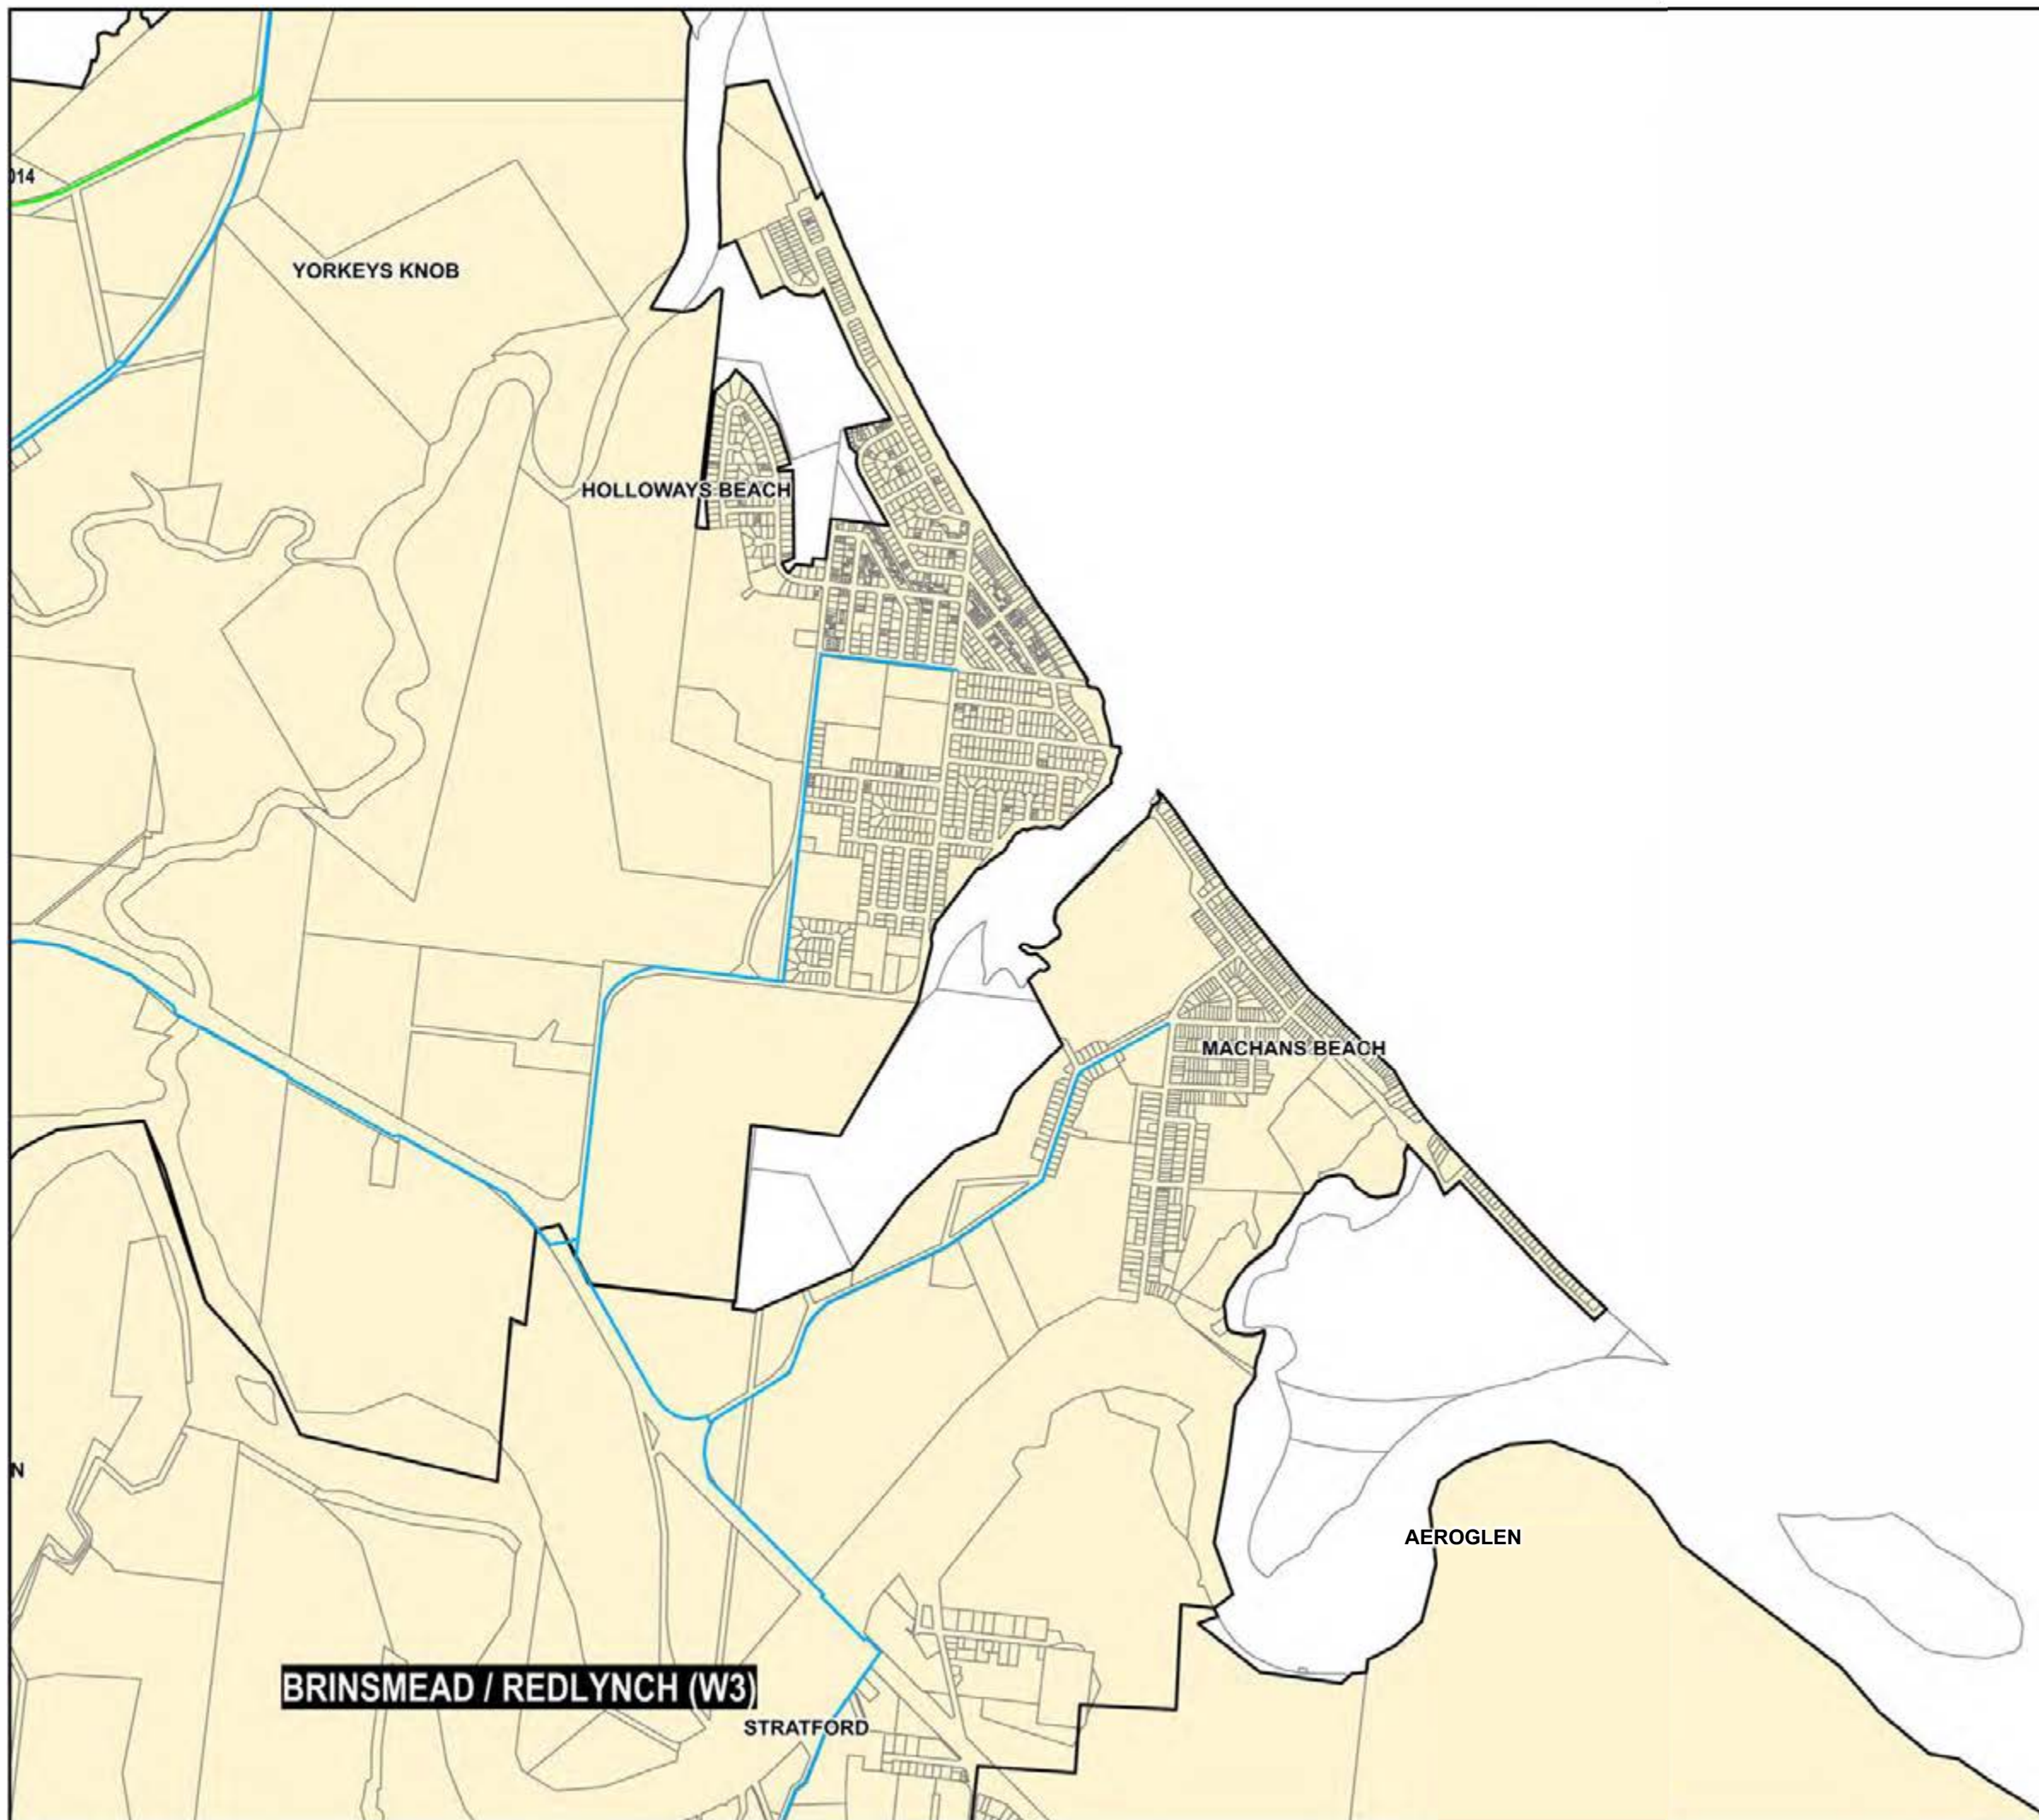 014
YORKEYS KNOB
HOLLOWAYS BEACH
MACHANS BEACH
N
AEROGLEN
BRINSMEAD / REDLYNCH (W3)
STRATFORD